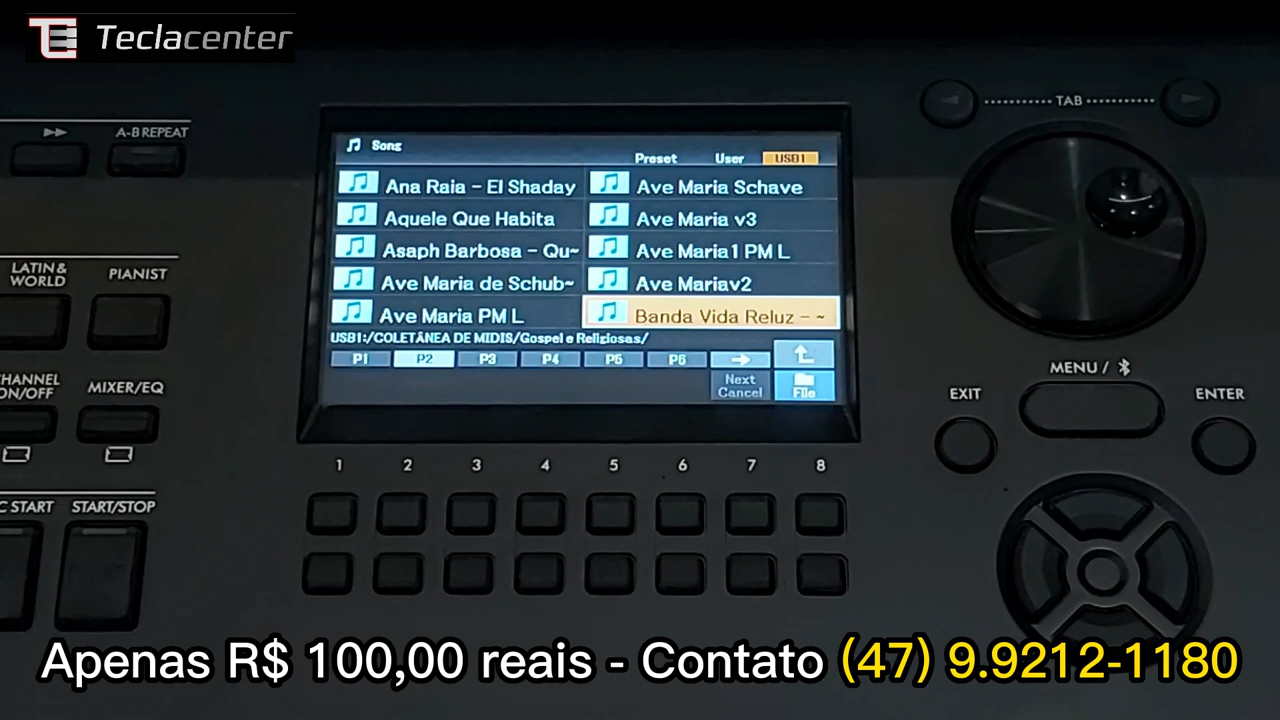 Teclacenter
A-B REPEAT
TAB
Song
Preset User USB1
Ana Raia - El Shaday
Ave Maria Schave
Aquele Que Habita
Ave Maria v3
Asaph Barbosa - Qu~
Ave Maria1 PM L
Ave Maria de Schub~
Ave Mariav2
Ave Maria PM L
Banda Vida Reluz - ~
USB1:/COLETÂNEA DE MIDIS/Gospel e Religiosas/
P1 P2 P3 P4 P5 P6
Next
Cancel
File
LATIN &
WORLD
PIANIST
CHANNEL
ON/OFF
MIXER/EQ
START/STOP
C START
MENU /
EXIT
ENTER
1 2 3 4 5 6 7 8
Apenas R$ 100,00 reais - Contato (47) 9.9212-1180